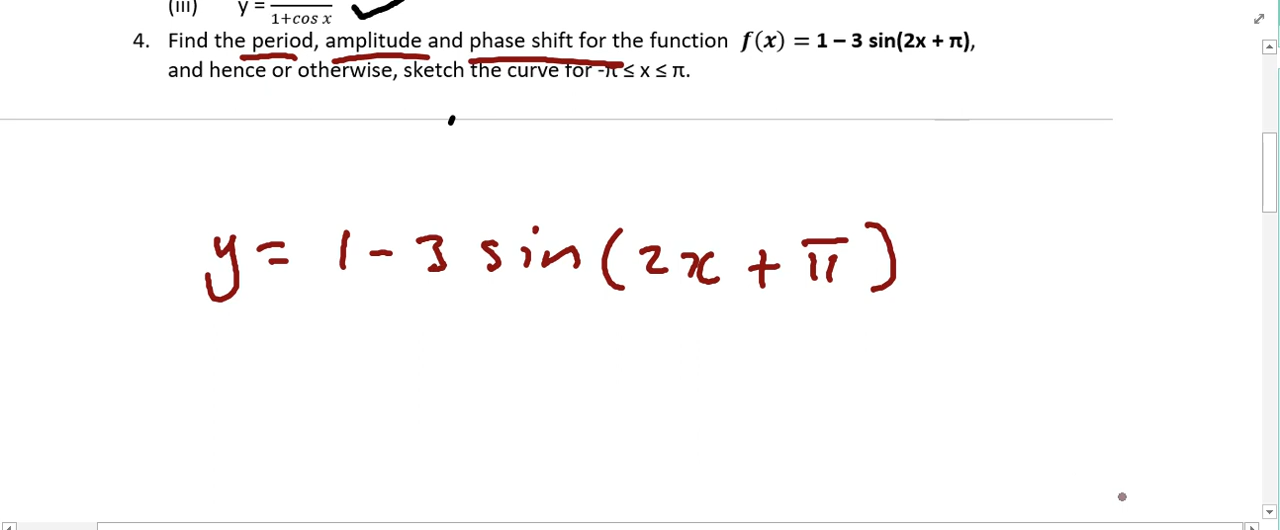 (iii) y = 1+cos x
4. Find the period, amplitude and phase shift for the function f(x) = 1 – 3 sin(2x + π),
and hence or otherwise, sketch the curve for -π ≤ x ≤ π.
y = 1 - 3 sin(2x + π)